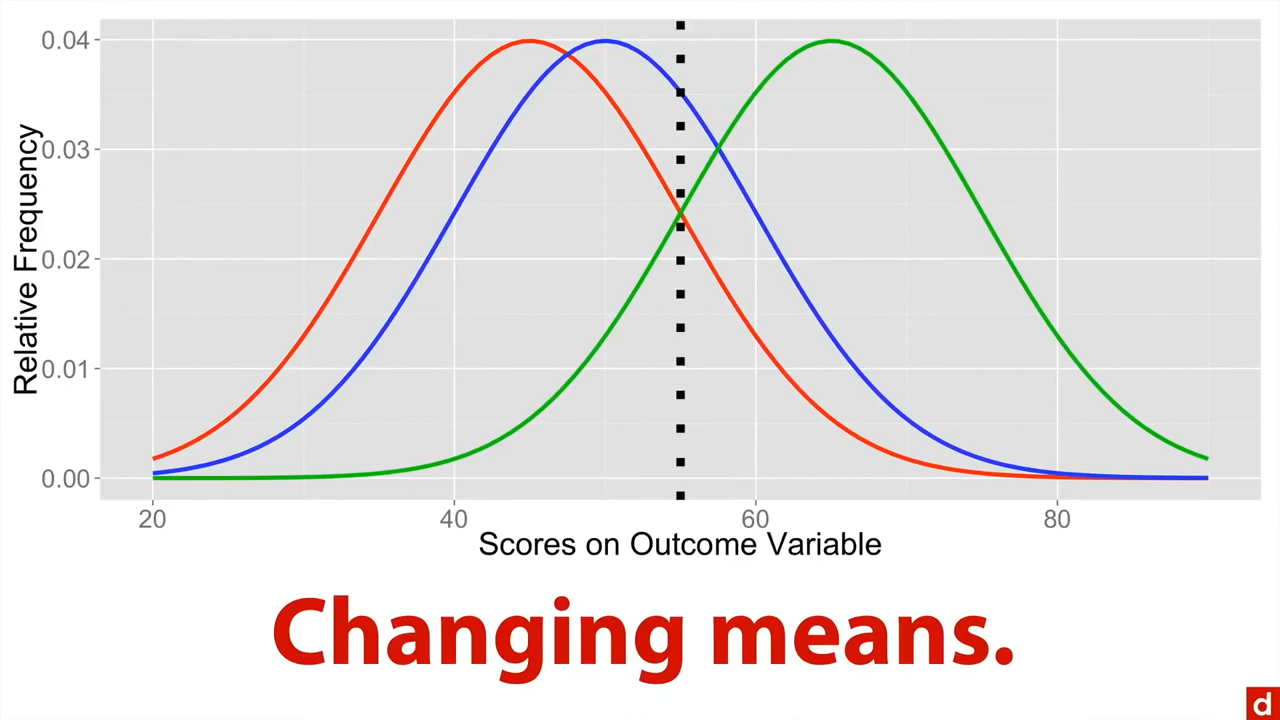 0.04
0.03
0.02
0.01
0.00
Relative Frequency
20 40 60 80
Scores on Outcome Variable
Changing means.
d